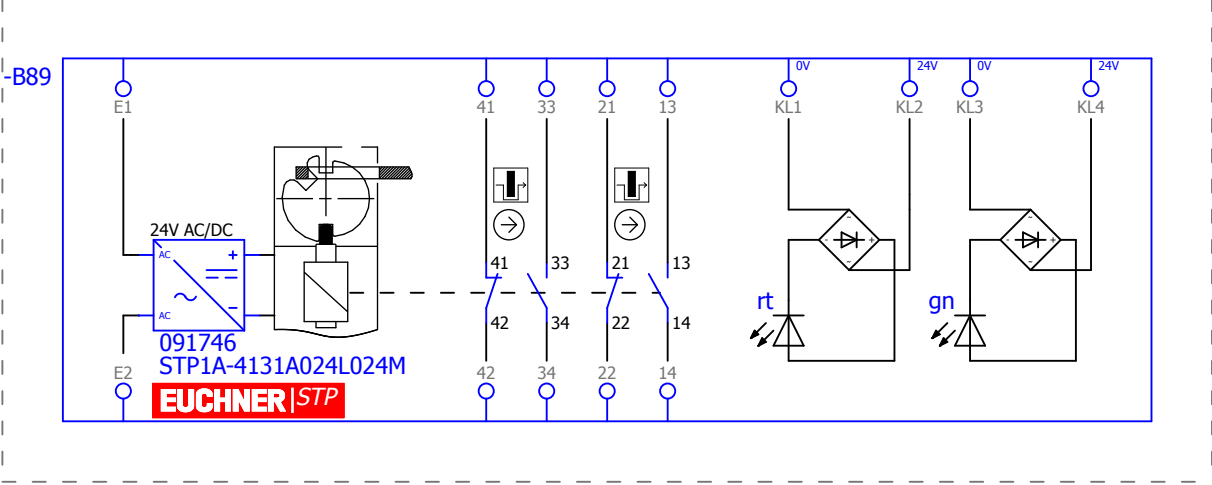 0V 24V 0V 24V
-B89
E1 41 33 21 13 KL1 KL2 KL3 KL4
24V AC/DC
AC + ~ ~
41 33 21 13 - + - +
~ ~
rt gn
AC -
42 34 22 14
091746
STP1A-4131A024L024M
E2 42 34 22 14
EUCHNER|STP